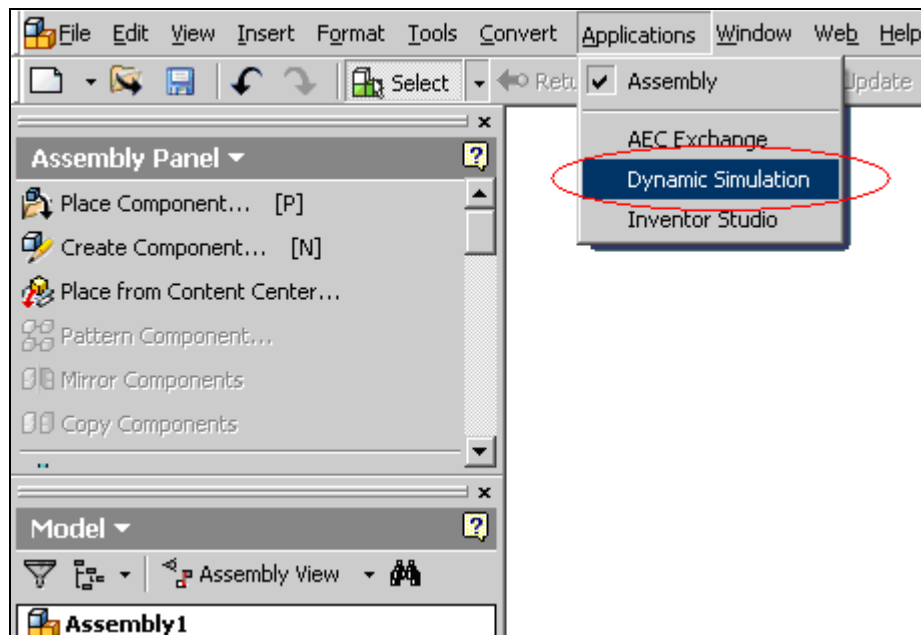 File Edit View Insert Format Tools Convert Applications Window Web Help
Select Retu Update
Assembly
AEC Exchange
Dynamic Simulation
Inventor Studio
Assembly Panel
Place Component... [P]
Create Component... [N]
Place from Content Center...
Pattern Component...
Mirror Components
Copy Components
Model
Assembly View
Assembly1